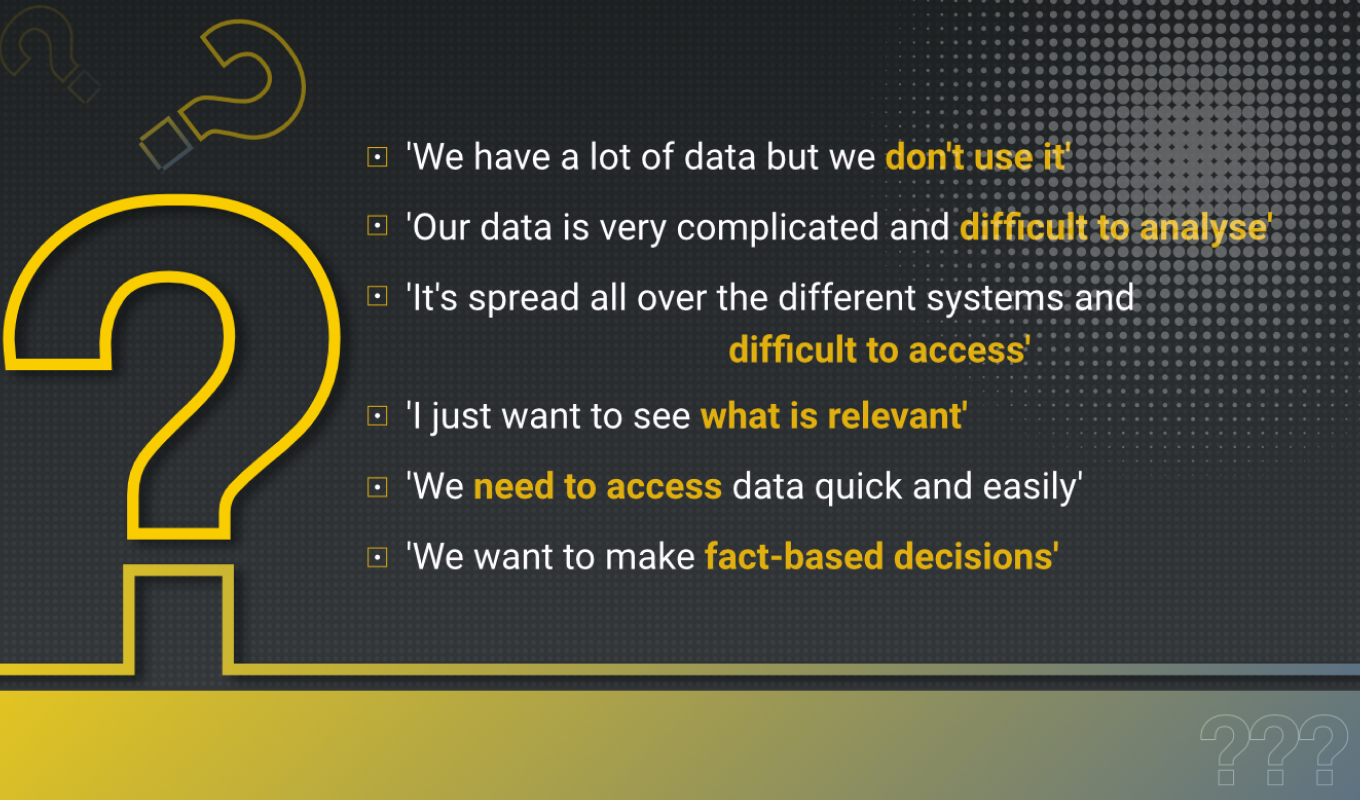 'We have a lot of data but we don't use it'
'Our data is very complicated and difficult to analyse'
'It's spread all over the different systems and
difficult to access'
'I just want to see what is relevant'
'We need to access data quick and easily'
'We want to make fact-based decisions'
???